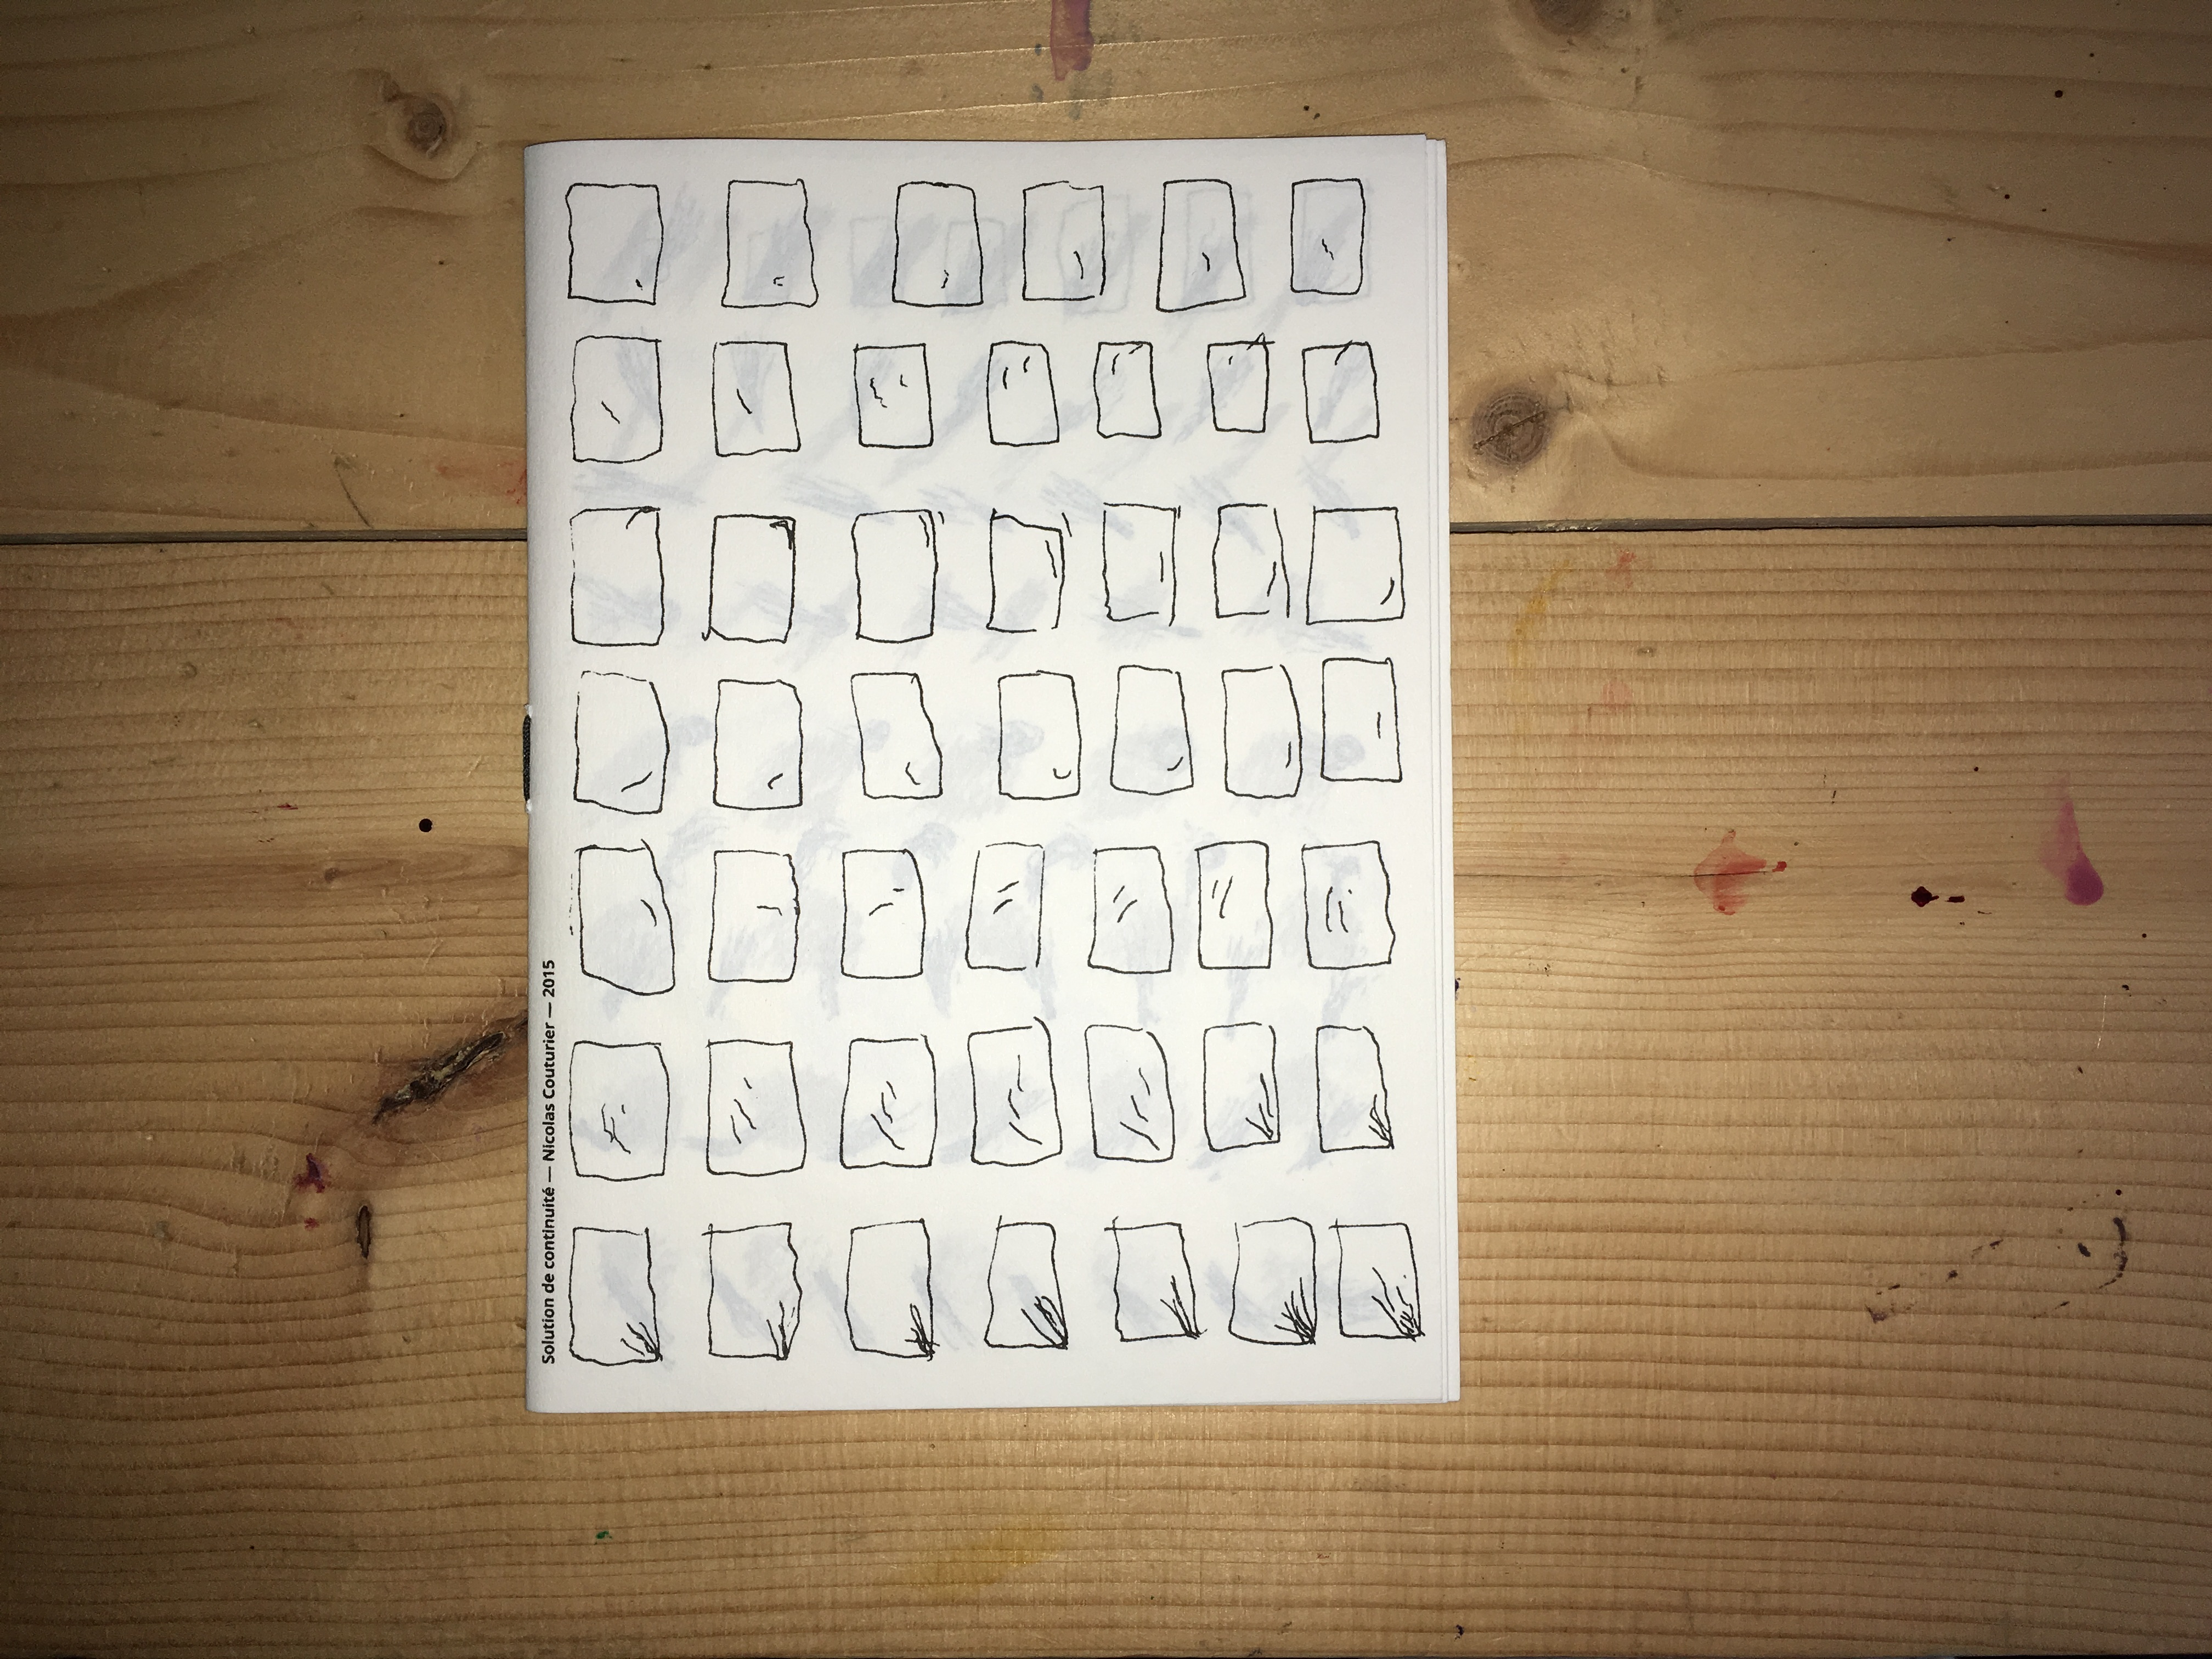 Solution de continuité — Nicolas Couturier — 2015